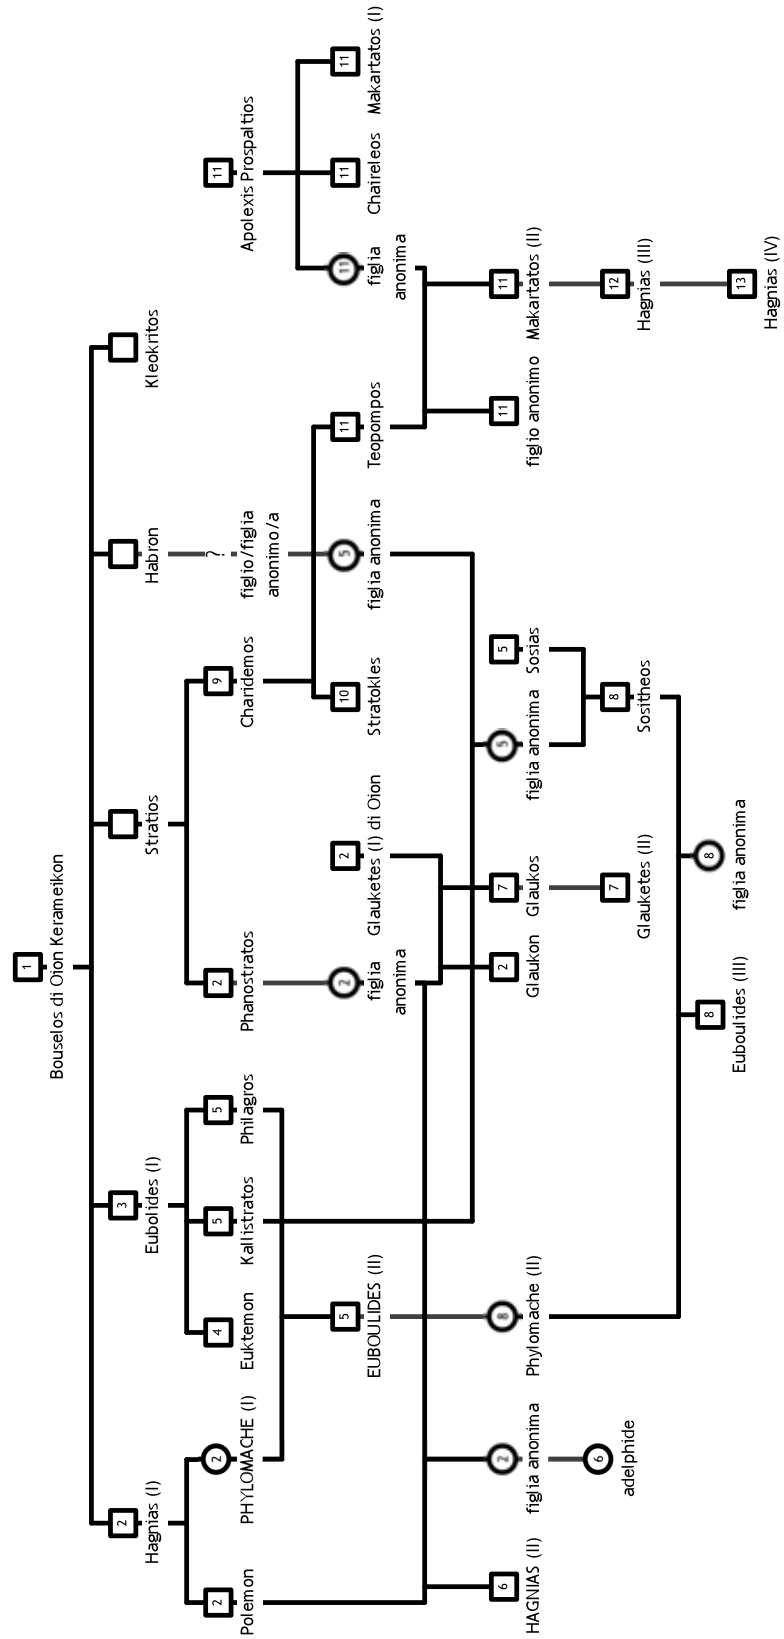 1
Bouselos di Oion Kerameikon
2
Hagnias (I)
3
Eubolides (I)
Stratios
Habron
Kleokritos
2
Polemon
2
PHYLOMACHE (I)
4
Euktemon
5
Kallistratos
5
Philagros
2
Phanostratos
9
Charidemos
?
figlio/figlia
anonimo/a
11
Apolexis Prospaltios
5
EUBOULIDES (II)
2
figlia
anonima
2
Glauketes (I) di Oion
10
Stratokles
5
figlia anonima
11
Teopompos
11
figlia
anonima
11
Chaireleos
11
Makartatos (I)
6
HAGNIAS (II)
2
figlia anonima
8
Phylomache (II)
2
Glaukon
7
Glaukos
5
figlia anonima
5
Sosias
11
figlio anonimo
11
Makartatos (II)
6
adelphide
7
Glauketes (II)
8
Sositheos
12
Hagnias (III)
8
Euboulides (III)
8
figlia anonima
13
Hagnias (IV)